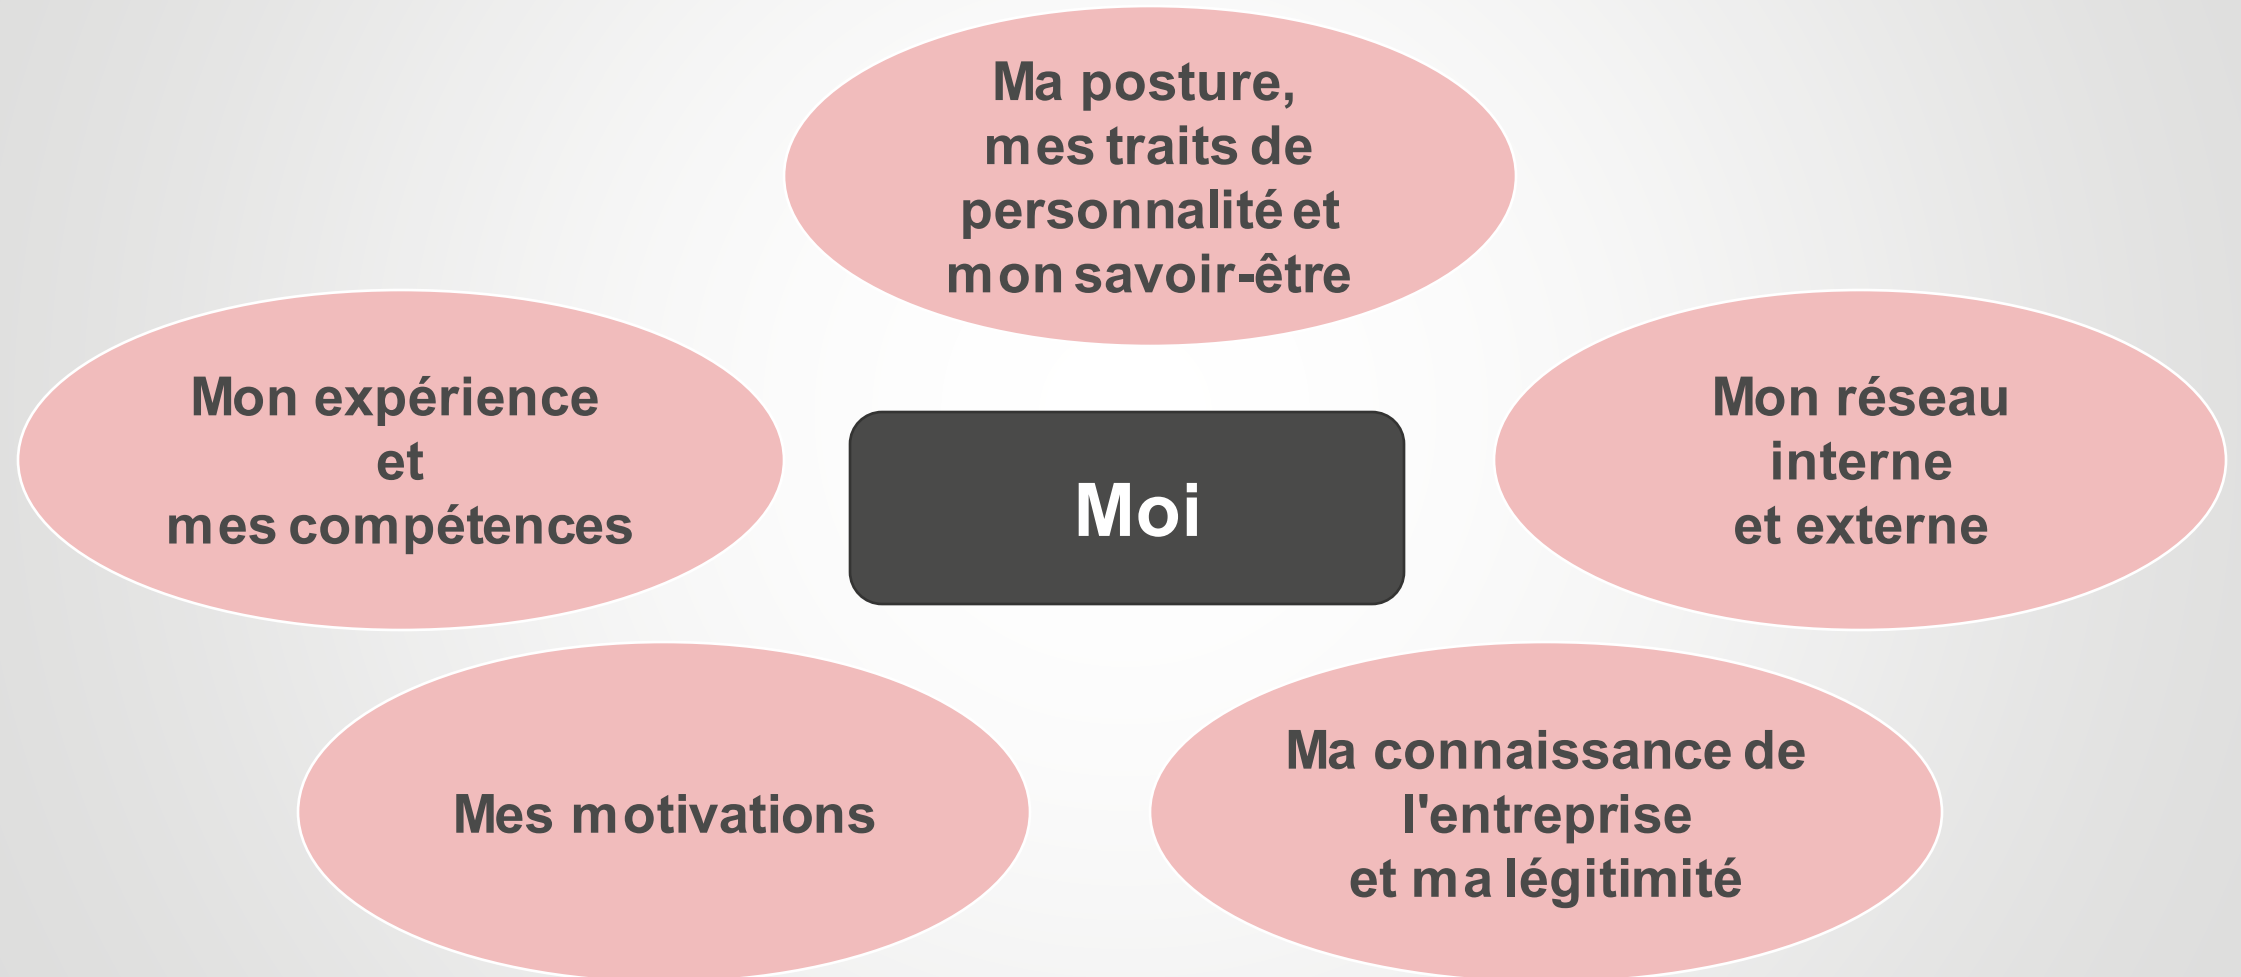 Ma posture,
mes traits de
personnalité et
mon savoir-être
Mon expérience
et
mes compétences
Moi
Mon réseau
interne
et externe
Mes motivations
Ma connaissance de
l'entreprise
et ma légitimité